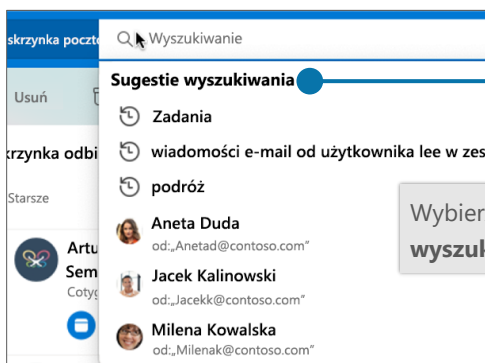 skrzynka poczto
Wyszukiwanie
Sugestie wyszukiwania
Usuń
Zadania
krzynka odbi
wiadomości e-mail od użytkownika lee w zes
podróż
Starsze
Wybier
wyszuk
Aneta Duda
od:„Anetad@contoso.com”
Artu
Sem
Cotyg
Jacek Kalinowski
od:„Jacekk@contoso.com”
Milena Kowalska
od:„Milenak@contoso.com”